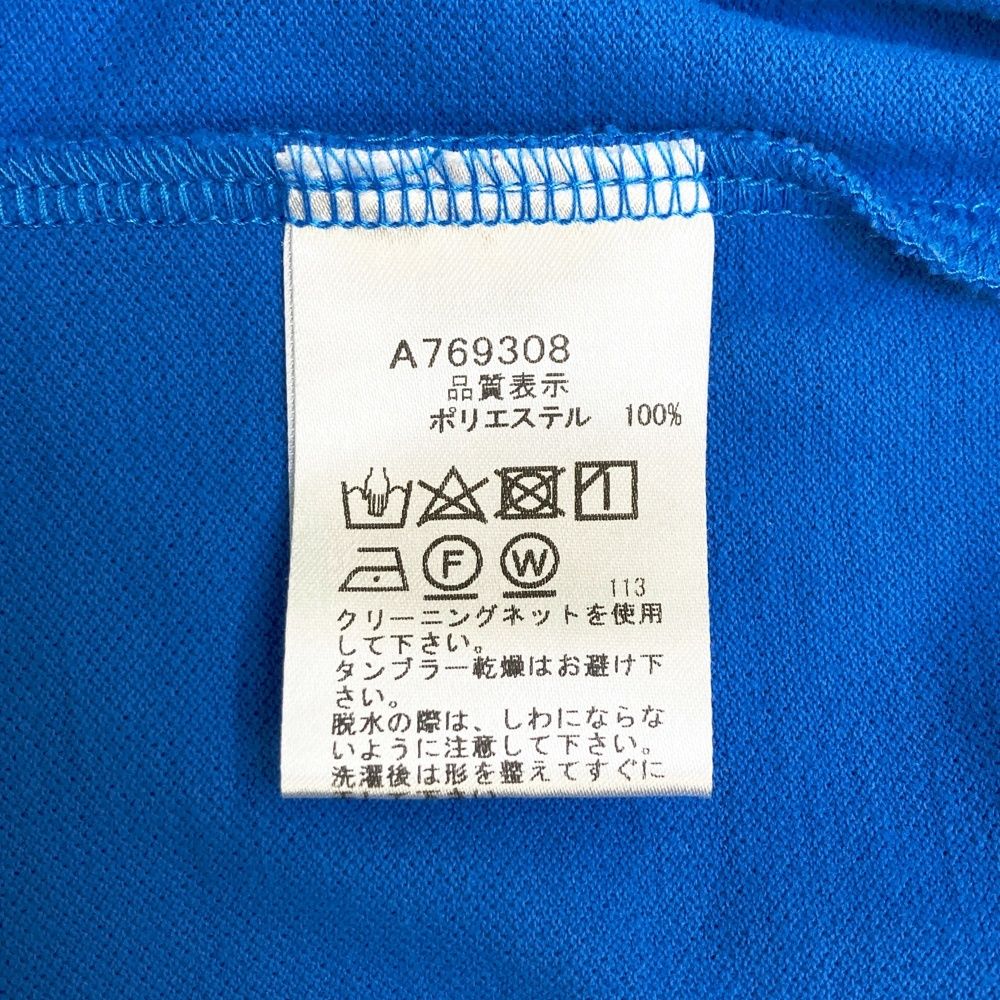 A769308
品質表示
ポリエステル 100%
F W
113
クリーニングネットを使用
して下さい。
タンブラー乾燥はお避け下
さい。
脱水の際は、しわにならな
いように注意して下さい。
洗濯後は形を整えてすぐに